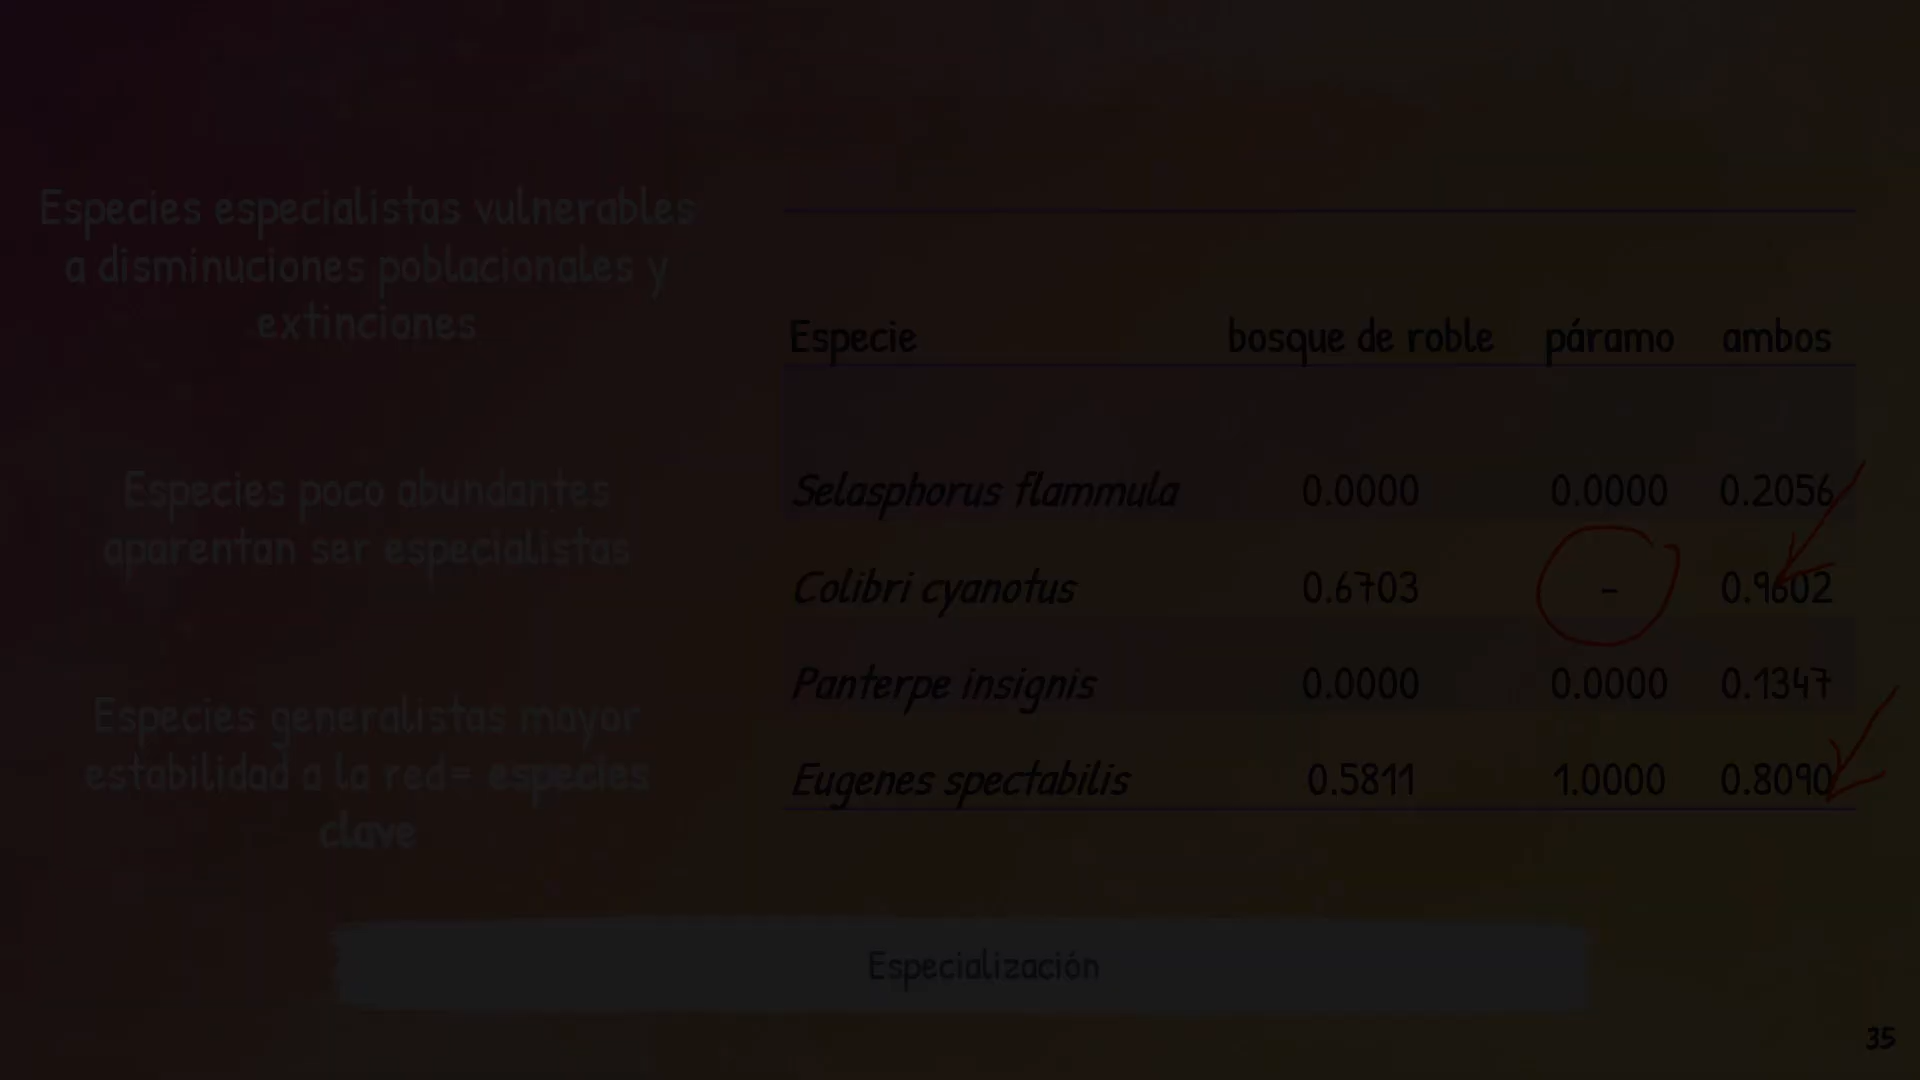 Especies especialistas vulnerables
a disminuciones poblacionales y
extinciones
Especies poco abundantes
aparentan ser especialistas
Especies generalistas mayor
estabilidad a la red= especies
clave
Especie bosque de roble páramo ambos
Selasphorus flammula 0.0000 0.0000 0.2056
Colibri cyanotus 0.6703 - 0.9602
Panterpe insignis 0.0000 0.0000 0.1347
Eugenes spectabilis 0.5811 1.0000 0.8090
Especialización
35